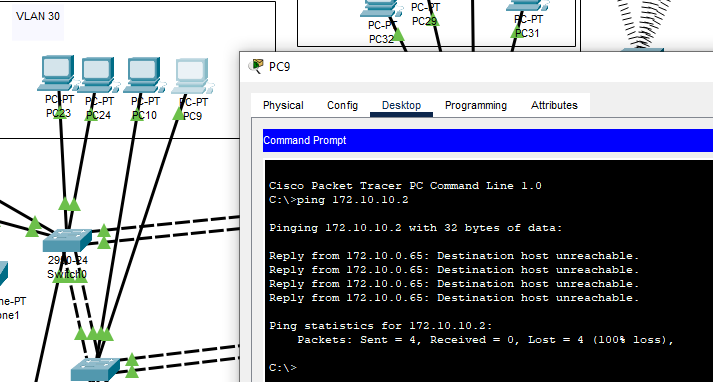 VLAN 30
PC-PT
PC32
PC-PT
PC29
PC-PT
PC31
PC-PT
PC23
PC-PT
PC24
PC-PT
PC10
PC-PT
PC9
24
Switch0
ne-PT
one1
PC9
Physical
Config
Desktop
Programming
Attributes
Command Prompt
Cisco Packet Tracer PC Command Line 1.0
C:\>ping 172.10.10.2
Pinging 172.10.10.2 with 32 bytes of data:
Reply from 172.10.0.65: Destination host unreachable.
Reply from 172.10.0.65: Destination host unreachable.
Reply from 172.10.0.65: Destination host unreachable.
Reply from 172.10.0.65: Destination host unreachable.
Ping statistics for 172.10.10.2:
Packets: Sent = 4, Received = 0, Lost = 4 (100% loss),
C:\>